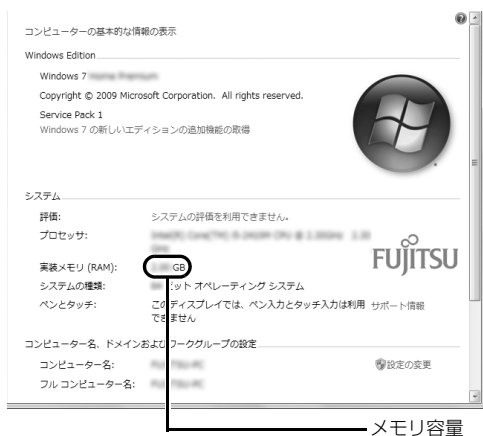 コンピューターの基本的な情報の表示
Windows Edition
Windows 7
Copyright © 2009 Microsoft Corporation. All rights reserved.
Service Pack 1
Windows 7 の新しいエディションの追加機能の取得
システム
評価: システムの評価を利用できません。
プロセッサ:
実装メモリ (RAM): GB
システムの種類: ビット オペレーティング システム
ペンとタッチ: このディスプレイでは、ペン入力とタッチ入力は利用できません
FUJITSU
サポート情報
コンピューター名、ドメインおよびワークグループの設定
コンピューター名: 設定の変更
フル コンピューター名:
メモリ容量